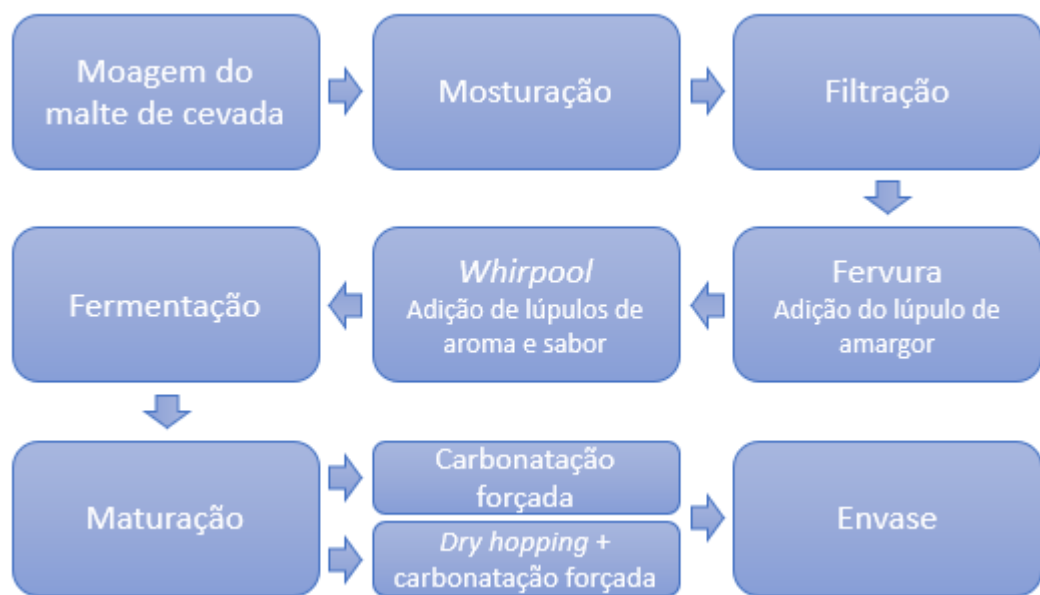 Moagem do
malte de cevada
Mosturação
Filtração
Fervura
Adição do lúpulo de
amargor
Whirpool
Adição de lúpulos de
aroma e sabor
Fermentação
Maturação
Carbonatação
forçada
Dry hopping +
carbonatação forçada
Envase